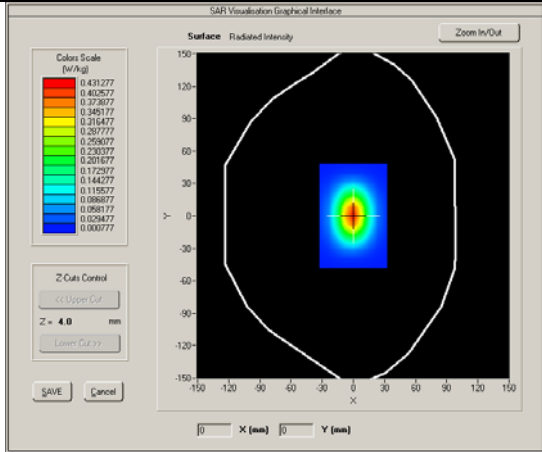 SAR Visualisation Graphical Interface
Surface Radiated Intensity
Zoom In/Out
Colors Scale
(W/kg)
0.431277
0.402577
0.373877
0.345177
0.316477
0.287777
0.259077
0.230377
0.201677
0.172977
0.144277
0.115577
0.086877
0.058177
0.029477
0.000777
150
120
90
60
30
0
-30
-60
-90
-120
-150
Y
-150 -120 -90 -60 -30 0 30 60 90 120 150
X
Z-Cuts Control
<< Upper Cut
Z = 4.0 mm
Lower Cut >>
SAVE Cancel
0 X (mm) 0 Y (mm)